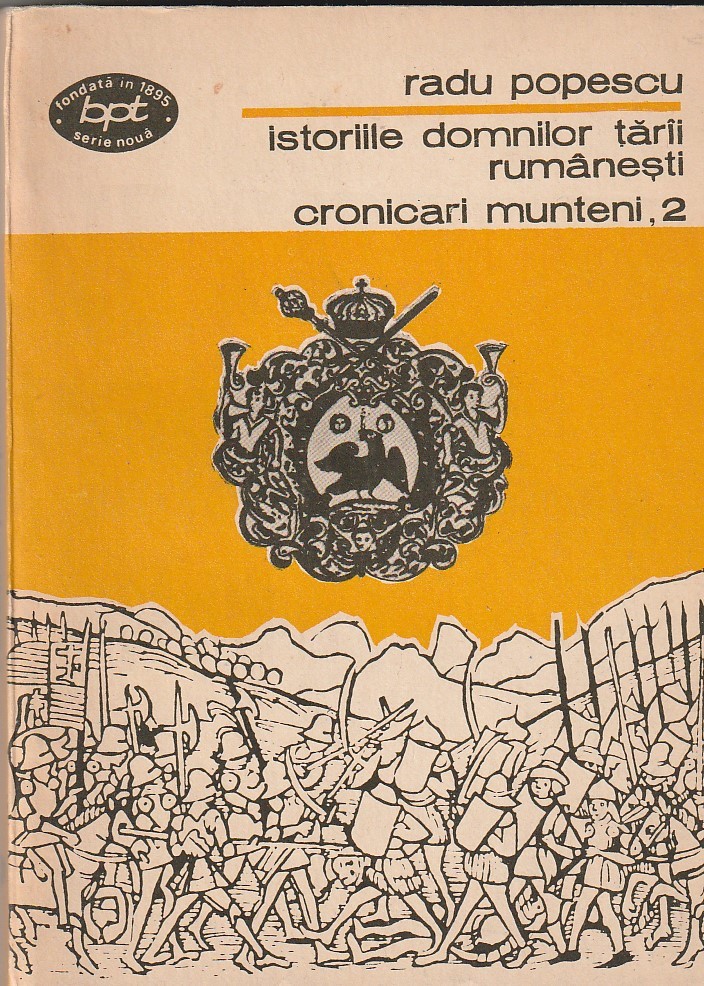 fondată în 1895
bpt
serie nouă
radu popescu
istoriile domnilor țării
rumânești
cronicari munteni, 2